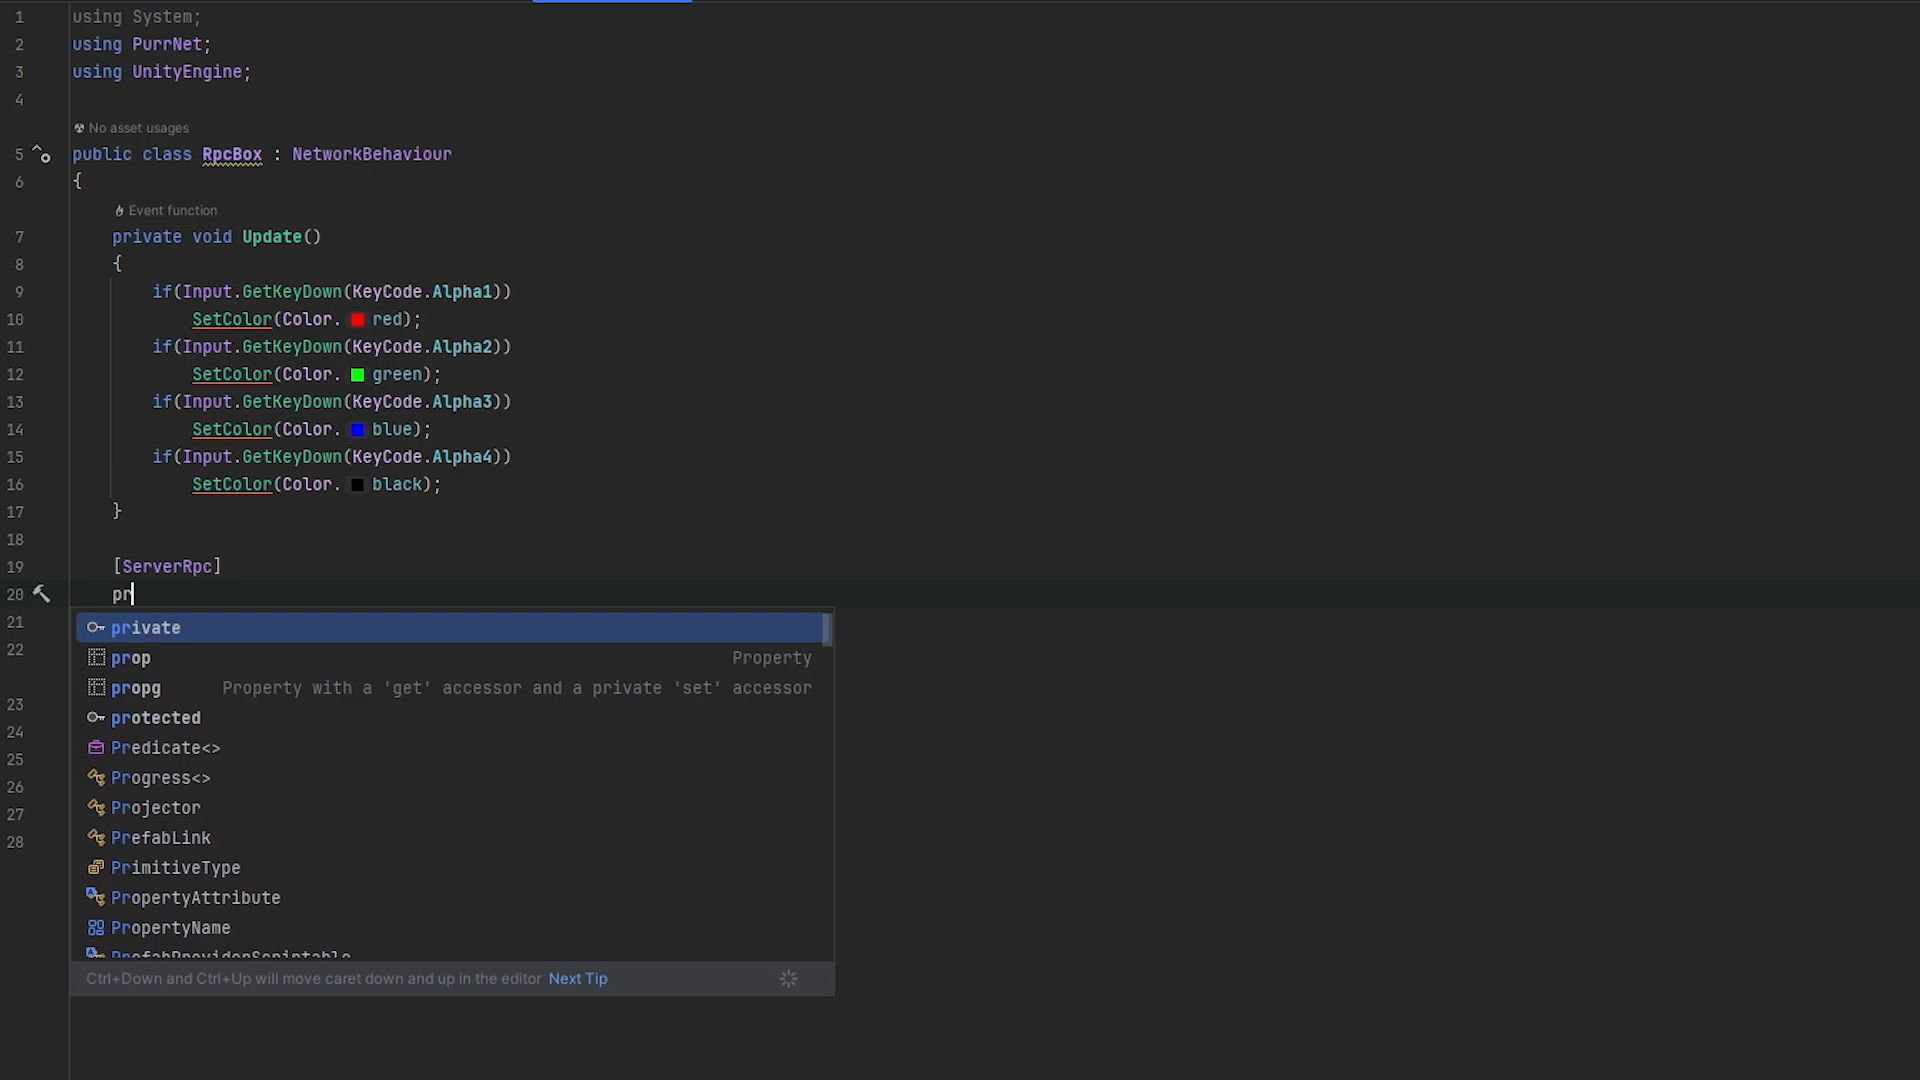 1 using System;
2 using PurrNet;
3 using UnityEngine;
4
No asset usages
5 public class RpcBox : NetworkBehaviour
6 {
Event function
7 private void Update()
8 {
9 if(Input.GetKeyDown(KeyCode.Alpha1))
10 SetColor(Color. red);
11 if(Input.GetKeyDown(KeyCode.Alpha2))
12 SetColor(Color. green);
13 if(Input.GetKeyDown(KeyCode.Alpha3))
14 SetColor(Color. blue);
15 if(Input.GetKeyDown(KeyCode.Alpha4))
16 SetColor(Color. black);
17 }
18
19 [ServerRpc]
20 pr
21 private
22 prop Property
propg Property with a 'get' accessor and a private 'set' accessor
23 protected
24 Predicate<>
25 Progress<>
26 Projector
27 PrefabLink
28
PrimitiveType
PropertyAttribute
PropertyName
PrefabProviderScriptable
Ctrl+Down and Ctrl+Up will move caret down and up in the editor Next Tip